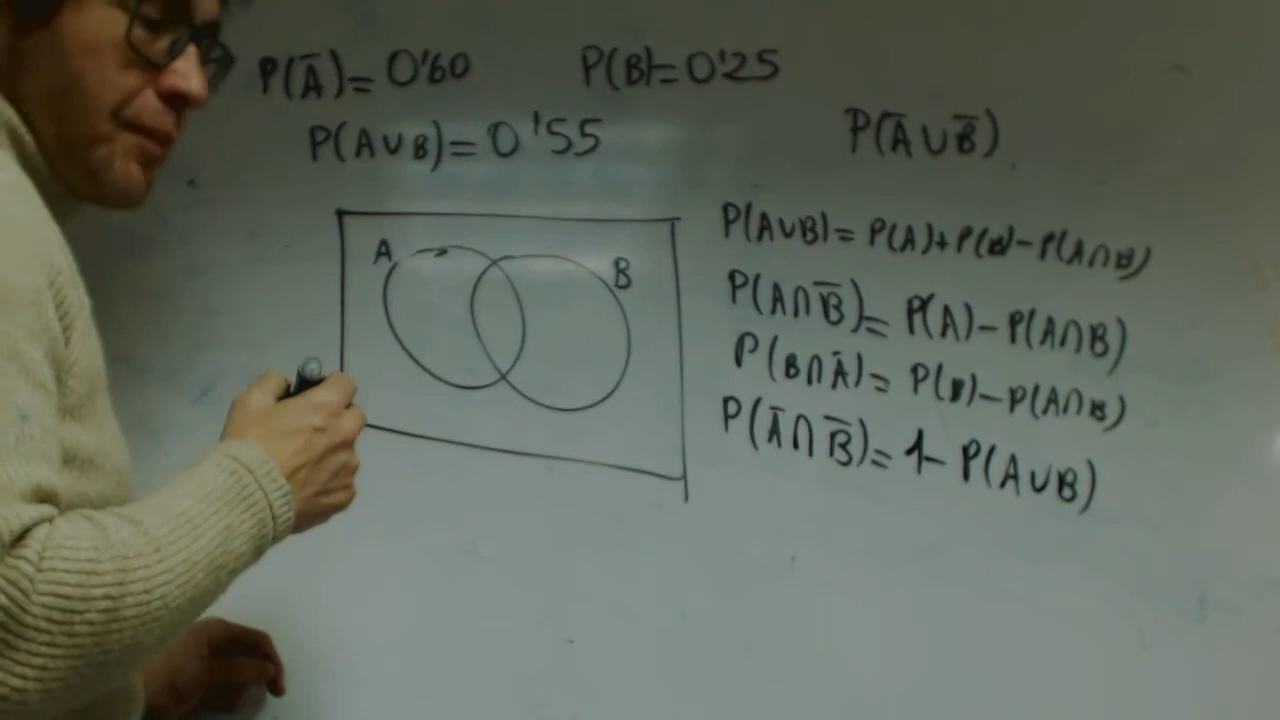 P(A̅)= 0'60 P(B)= 0'25
P(A∪B)= 0'55
P(A̅∪B̅)
A
B
P(A∪B)= P(A)+P(B)-P(A∩B)
P(A∩B̅)= P(A)-P(A∩B)
P(B∩A̅)= P(B)-P(A∩B)
P(A̅∩B̅)= 1- P(A∪B)